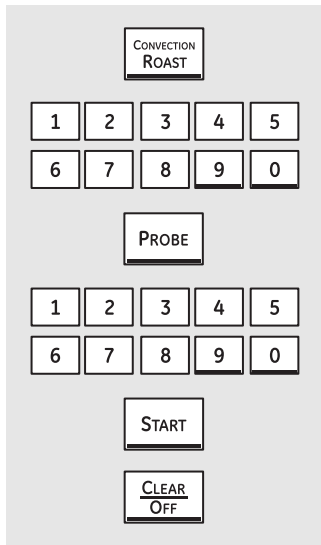 CONVECTION
ROAST
1 2 3 4 5
6 7 8 9 0
PROBE
1 2 3 4 5
6 7 8 9 0
START
CLEAR
OFF